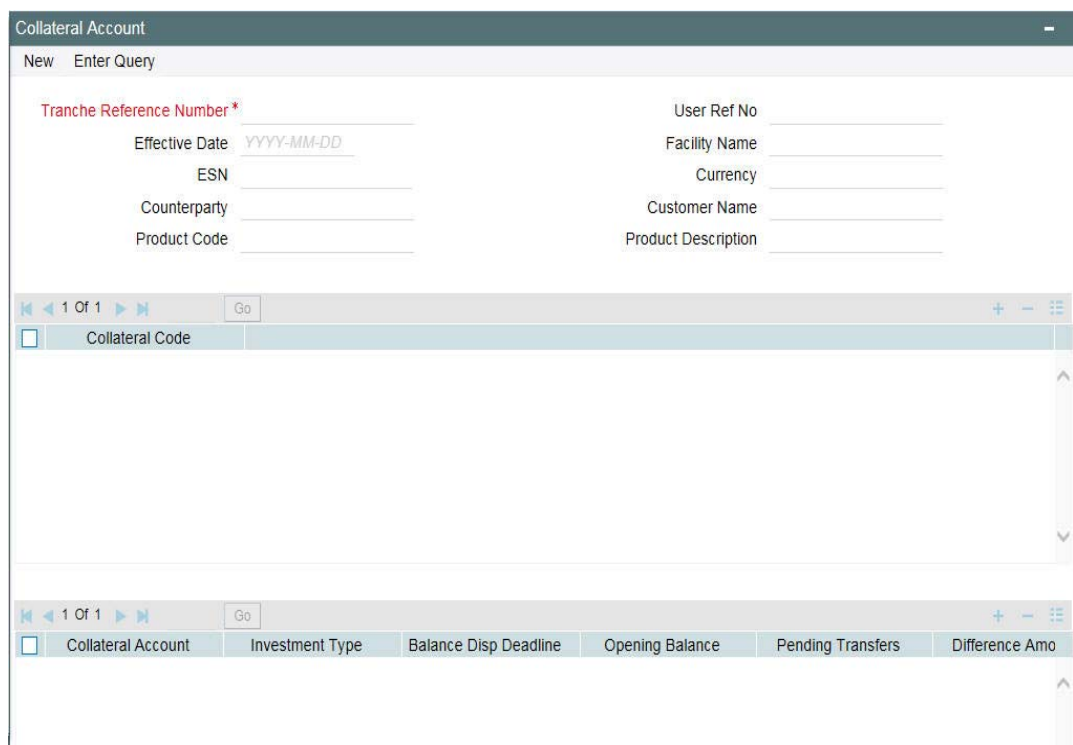 Collateral Account
New Enter Query
Tranche Reference Number * User Ref No
Effective Date YYYY-MM-DD Facility Name
ESN Currency
Counterparty Customer Name
Product Code Product Description
1 Of 1 Go
Collateral Code
1 Of 1 Go
Collateral Account Investment Type Balance Disp Deadline Opening Balance Pending Transfers Difference Amo